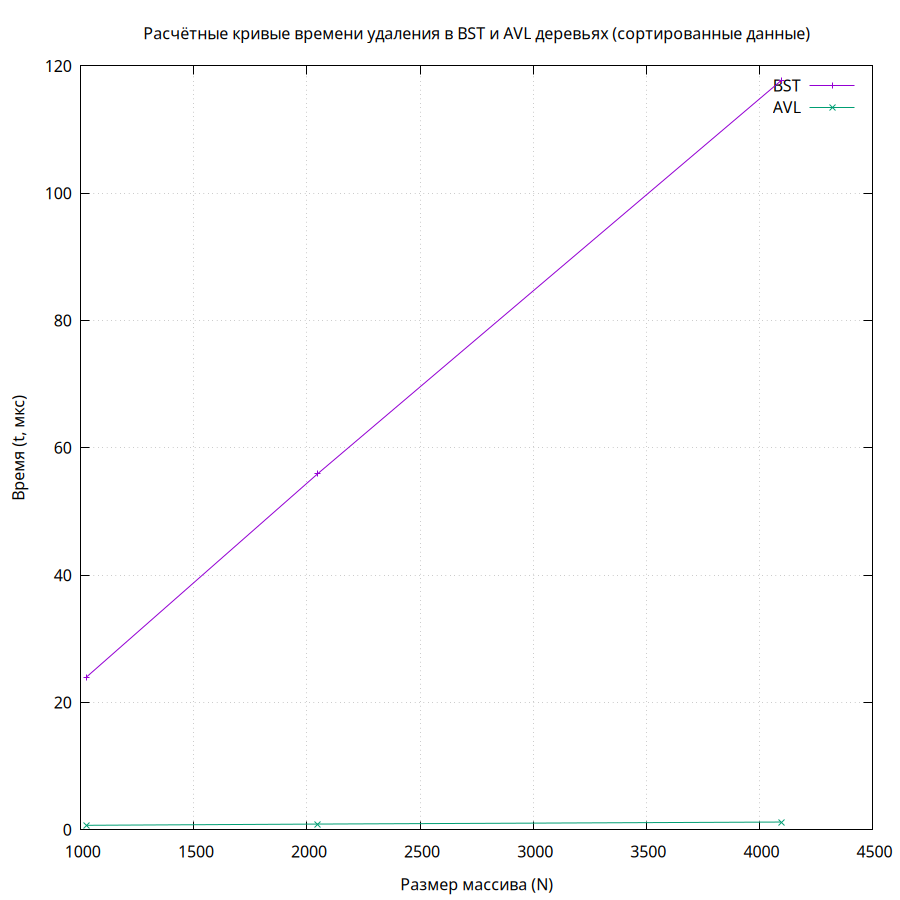 Расчётные кривые времени удаления в BST и AVL деревьях (сортированные данные)
120
100
80
60
40
20
0
Время (t, мкс)
BST
AVL
1000 1500 2000 2500 3000 3500 4000 4500
Размер массива (N)